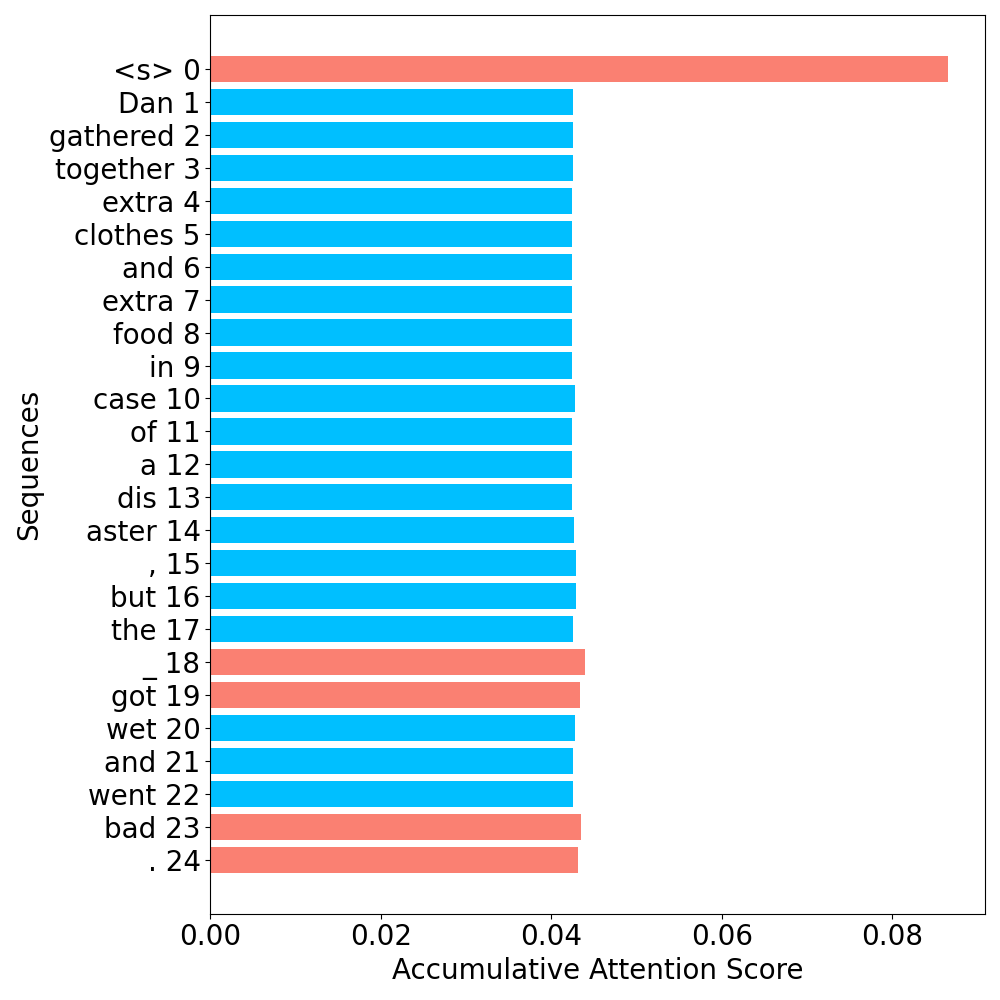 <s> 0
Dan 1
gathered 2
together 3
extra 4
clothes 5
and 6
extra 7
food 8
in 9
case 10
of 11
a 12
dis 13
aster 14
, 15
but 16
the 17
_ 18
got 19
wet 20
and 21
went 22
bad 23
. 24
Sequences
0.00 0.02 0.04 0.06 0.08
Accumulative Attention Score